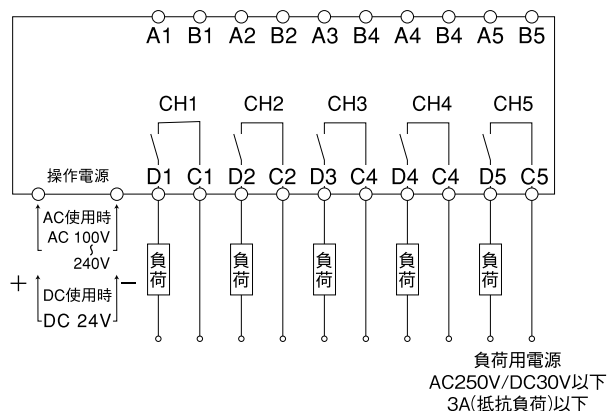 A1 B1 A2 B2 A3 B4 A4 B4 A5 B5
CH1 CH2 CH3 CH4 CH5
操作電源
D1 C1 D2 C2 D3 C4 D4 C4 D5 C5
AC使用時
AC 100V
~
240V
+ DC使用時 −
DC 24V
負荷 負荷 負荷 負荷 負荷
負荷用電源
AC250V/DC30V以下
3A(抵抗負荷)以下